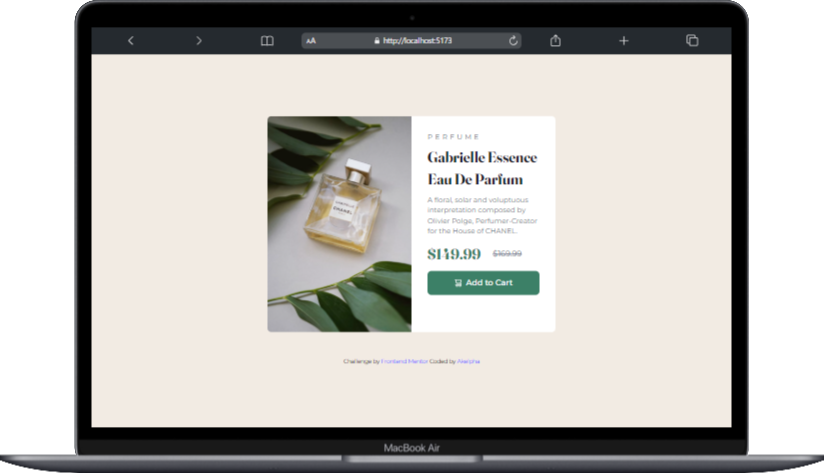 AA http://localhost:5173
PERFUME
Gabrielle Essence
Eau De Parfum
A floral, solar and voluptuous
interpretation composed by
Olivier Polge, Perfumer-Creator
for the House of CHANEL.
$149.99 $169.99
Add to Cart
CHANEL
Challenge by Frontend Mentor Coded by
MacBook Air